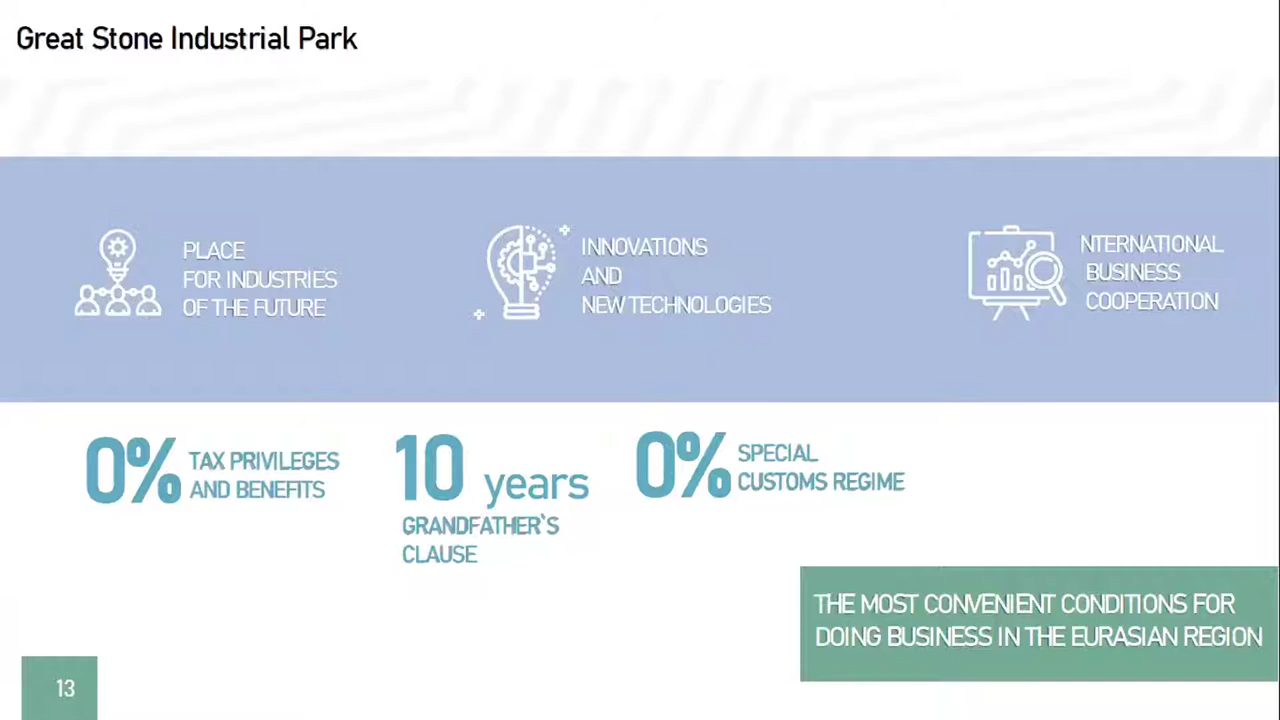 Great Stone Industrial Park
PLACE
FOR INDUSTRIES
OF THE FUTURE
INNOVATIONS
AND
NEW TECHNOLOGIES
NTERNATIONAL
BUSINESS
COOPERATION
0% TAX PRIVILEGES
AND BENEFITS
10 years
GRANDFATHER`S
CLAUSE
0% SPECIAL
CUSTOMS REGIME
THE MOST CONVENIENT CONDITIONS FOR
DOING BUSINESS IN THE EURASIAN REGION
13